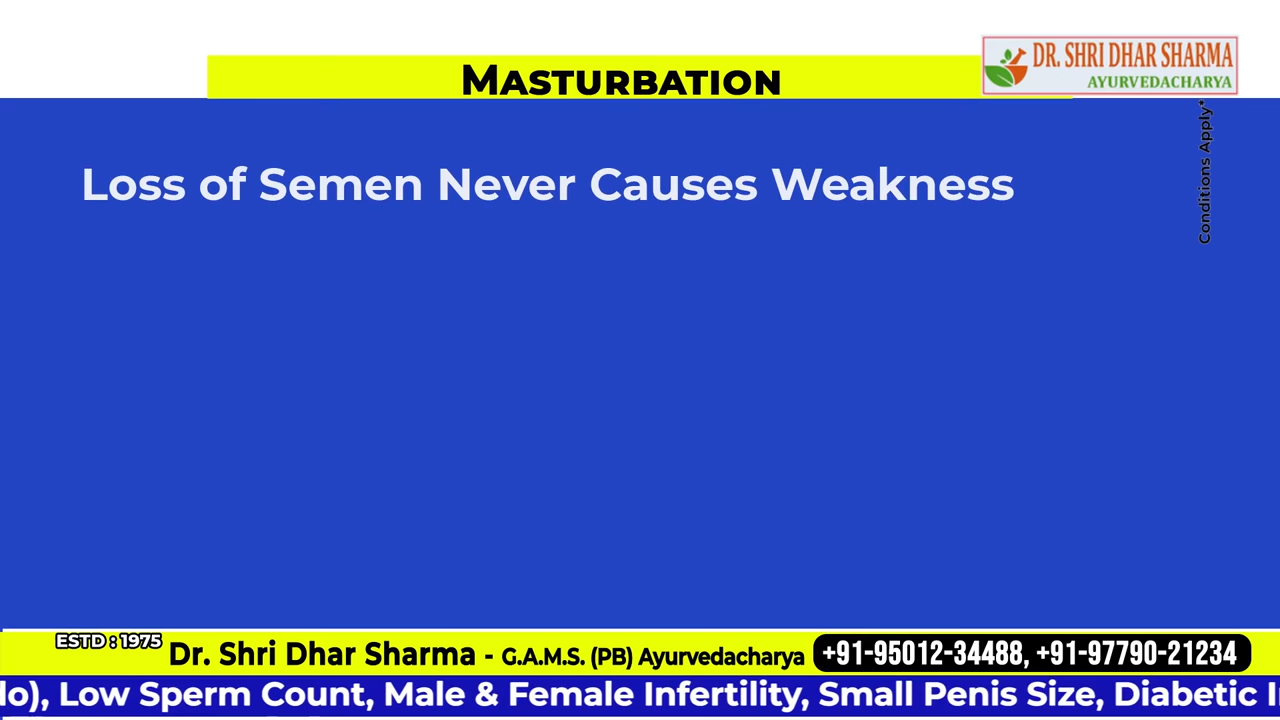 MASTURBATION
DR. SHRI DHAR SHARMA
AYURVEDACHARYA
Conditions Apply*
Loss of Semen Never Causes Weakness
ESTD : 1975
Dr. Shri Dhar Sharma - G.A.M.S. (PB) Ayurvedacharya
+91-95012-34488, +91-97790-21234
Low Sperm Count, Male & Female Infertility, Small Penis Size, Diabetic